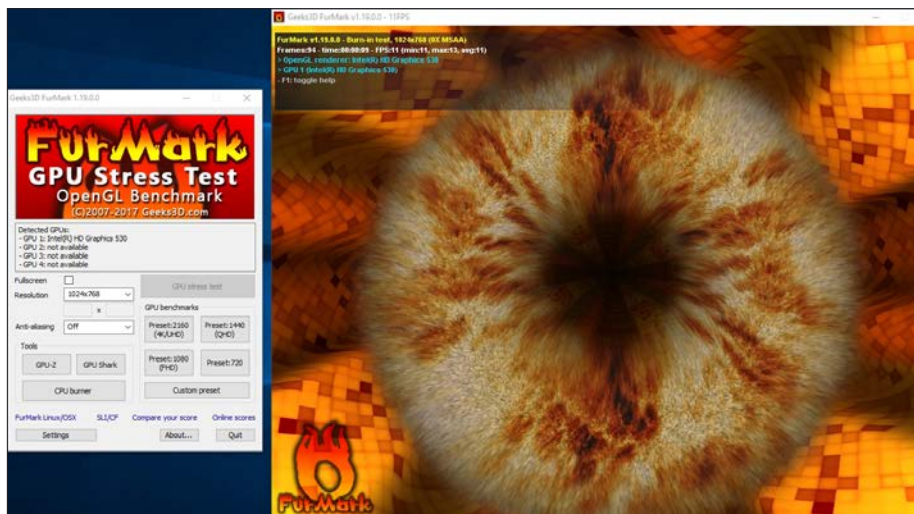 Geeks3D FurMark 1.19.0.0
FurMark
GPU Stress Test
OpenGL Benchmark
(C)2007-2017 Geeks3D.com
Detected GPUs:
- GPU 1: Intel(R) HD Graphics 530
- GPU 2: not available
- GPU 3: not available
- GPU 4: not available
Fullscreen
GPU stress test
Resolution
1024x768
x
GPU benchmarks
Anti-aliasing
Off
Preset:2160
(4K/UHD)
Preset:1440
(QHD)
Tools
GPU-Z
GPU Shark
Preset:1080
(FHD)
Preset:720
CPU burner
Custom preset
FurMark Linux/OSX
SLI/CF
Compare your score
Online scores
Settings
About...
Quit
Geeks3D FurMark v1.19.0.0 - 11FPS
FurMark v1.19.0.0 - Burn-in test, 1024x768 (0X MSAA)
Frames:94 - time:00:00:09 - FPS:11 (min:11, max:13, avg:11)
> OpenGL renderer: Intel(R) HD Graphics 530
> GPU 1 (Intel(R) HD Graphics 530)
- F1: toggle help
FurMark